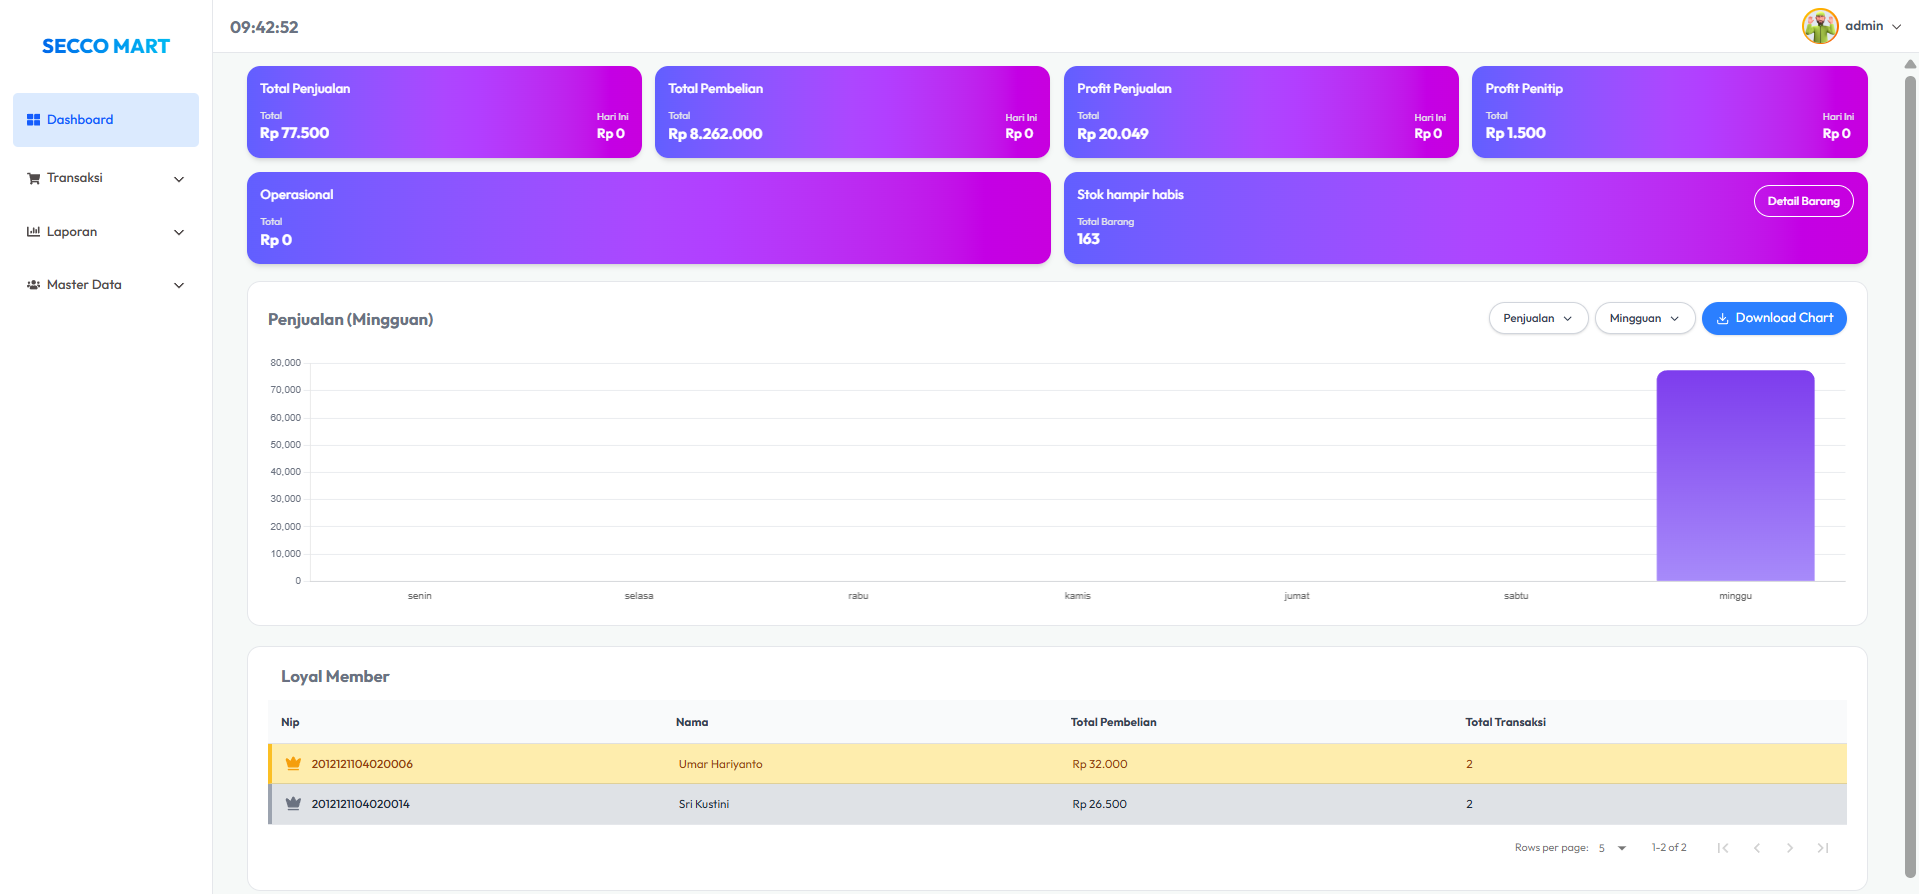 SECCO MART
Dashboard
Transaksi
Laporan
Master Data
09:42:52
admin
Total Penjualan
Total
Rp 77.500
Hari Ini
Rp 0
Total Pembelian
Total
Rp 8.262.000
Hari Ini
Rp 0
Profit Penjualan
Total
Rp 20.049
Hari Ini
Rp 0
Profit Penitip
Total
Rp 1.500
Hari Ini
Rp 0
Operasional
Total
Rp 0
Stok hampir habis
Total Barang
163
Detail Barang
Penjualan (Mingguan)
Penjualan
Mingguan
Download Chart
80,000
70,000
60,000
50,000
40,000
30,000
20,000
10,000
0
senin selasa rabu kamis jumat sabtu minggu
Loyal Member
Nip Nama Total Pembelian Total Transaksi
2012121104020006 Umar Hariyanto Rp 32.000 2
2012121104020014 Sri Kustini Rp 26.500 2
Rows per page: 5 1-2 of 2